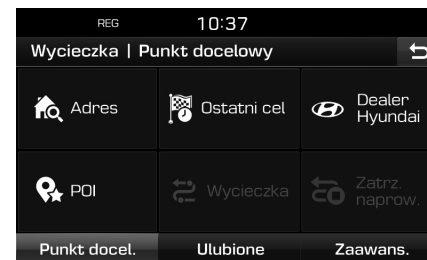 REG 10:37
Wycieczka | Punkt docelowy
Adres
Ostatni cel
Dealer
Hyundai
POI
Wycieczka
Zatrz.
naprow.
Punkt docel. Ulubione Zaawans.